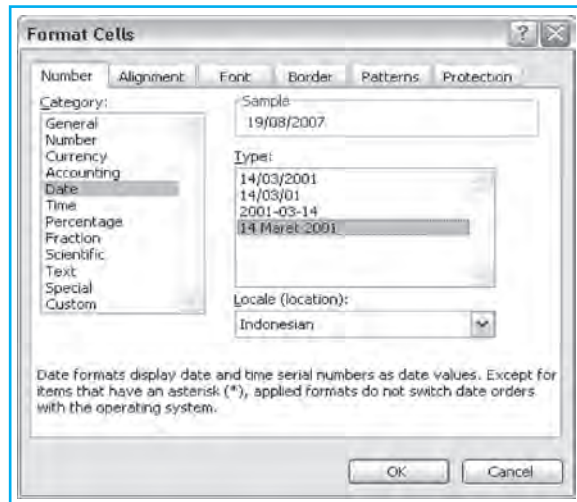 Format Cells
Number Alignment Font Border Patterns Protection
Category:
General
Number
Currency
Accounting
Date
Time
Percentage
Fraction
Scientific
Text
Special
Custom
Sample
19/08/2007
Type:
14/03/2001
14/03/01
2001-03-14
14 Maret 2001
Locale (location):
Indonesian
Date formats display date and time serial numbers as date values. Except for
items that have an asterisk (*), applied formats do not switch date orders
with the operating system.
OK Cancel